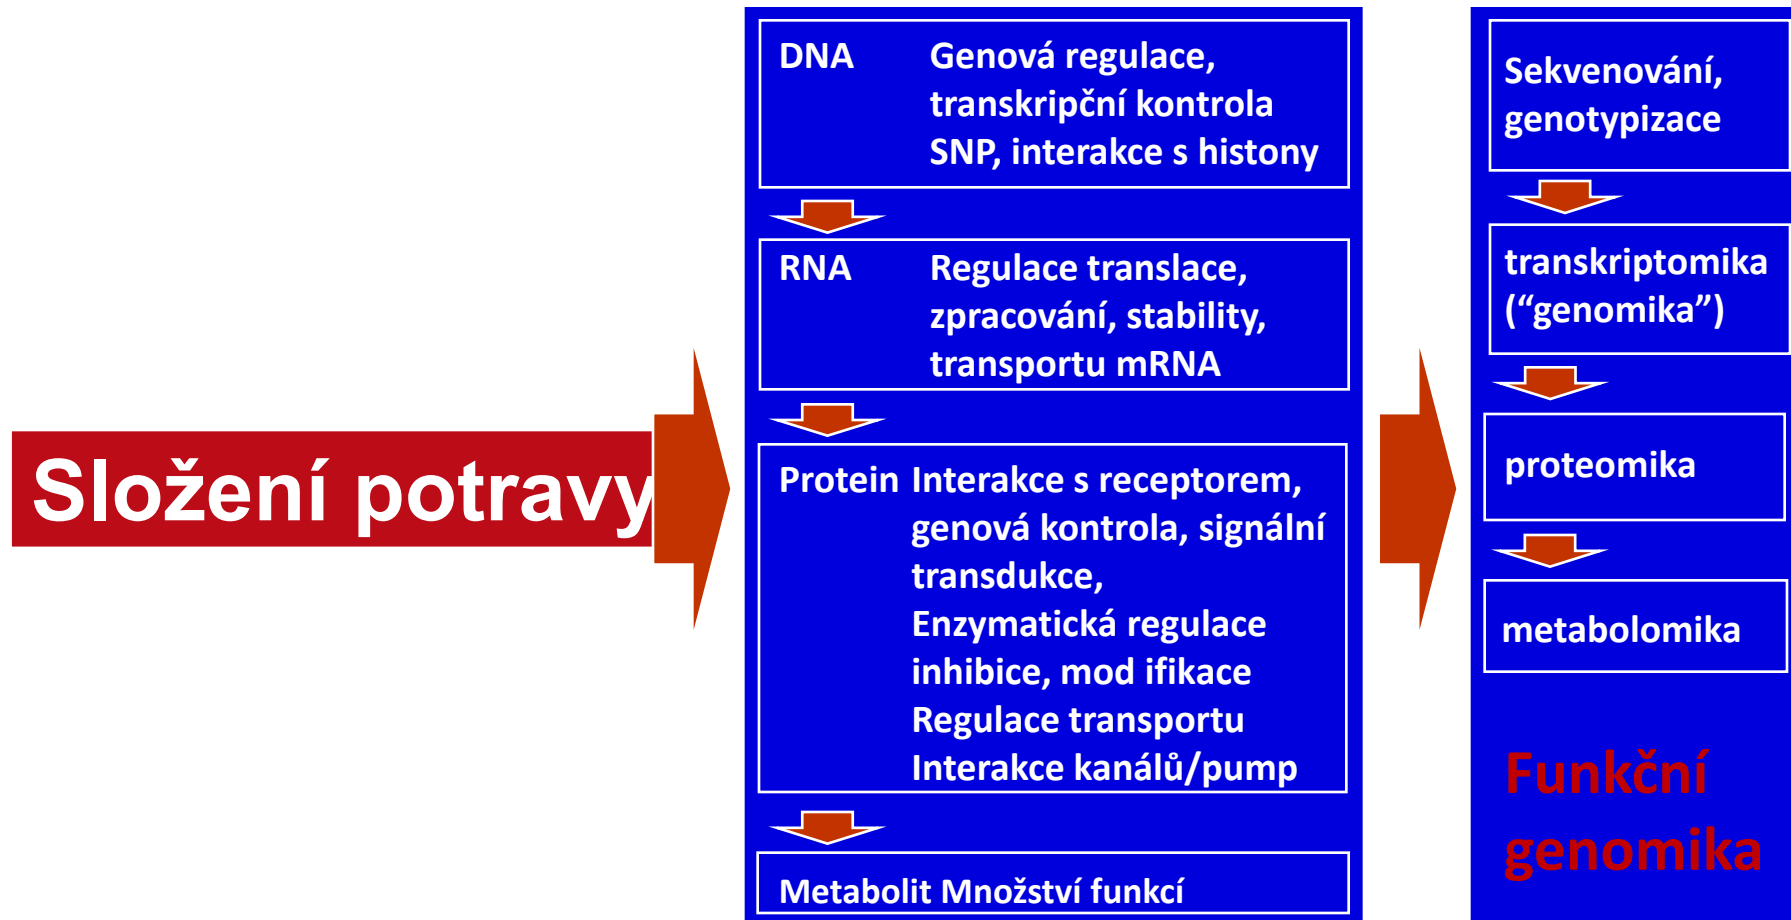 Složení potravy
DNA Genová regulace,
transkripční kontrola
SNP, interakce s histony
RNA Regulace translace,
zpracování, stability,
transportu mRNA
Protein Interakce s receptorem,
genová kontrola, signální
transdukce,
Enzymatická regulace
inhibice, mod ifikace
Regulace transportu
Interakce kanálů/pump
Metabolit Množství funkcí
Sekvenování,
genotypizace
transkriptomika
(“genomika”)
proteomika
metabolomika
Funkční
genomika